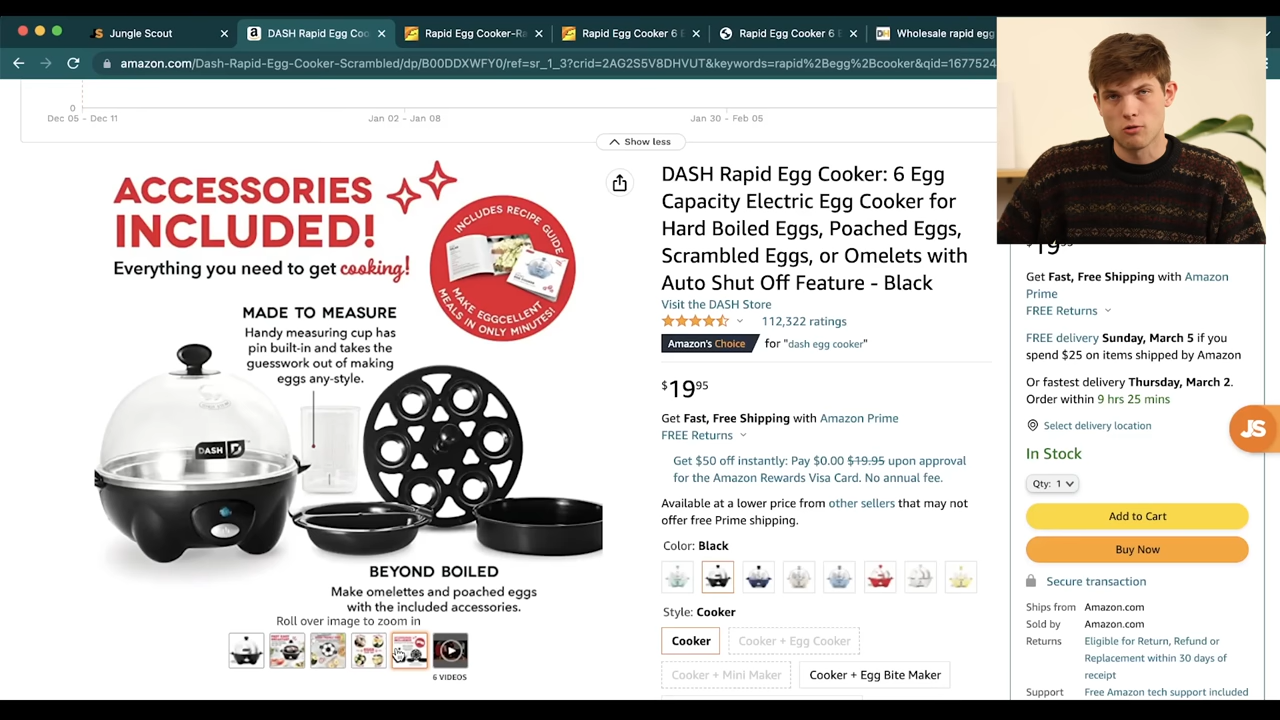 Jungle Scout
DASH Rapid Egg Coo
Rapid Egg Cooker-Ra
Rapid Egg Cooker 6 E
Rapid Egg Cooker 6 E
Wholesale rapid egg
amazon.com/Dash-Rapid-Egg-Cooker-Scrambled/dp/B00DDXWFY0/ref=sr_1_3?crid=2AG2S5V8DHVUT&keywords=rapid%2Begg%2Bcooker&qid=1677524
0
Dec 05 - Dec 11
Jan 02 - Jan 08
Jan 30 - Feb 05
Show less
ACCESSORIES
INCLUDED!
Everything you need to get cooking!
INCLUDES RECIPE GUIDE
MAKE EGGCELLENT
MEALS IN ONLY MINUTES!
MADE TO MEASURE
Handy measuring cup has
pin built-in and takes the
guesswork out of making
eggs any-style.
DASH
BEYOND BOILED
Make omelettes and poached eggs
with the included accessories.
Roll over image to zoom in
6 VIDEOS
DASH Rapid Egg Cooker: 6 Egg
Capacity Electric Egg Cooker for
Hard Boiled Eggs, Poached Eggs,
Scrambled Eggs, or Omelets with
Auto Shut Off Feature - Black
Visit the DASH Store
112,322 ratings
Amazon's Choice for "dash egg cooker"
$19 95
Get Fast, Free Shipping with Amazon Prime
FREE Returns
Get $50 off instantly: Pay $0.00 $19.95 upon approval
for the Amazon Rewards Visa Card. No annual fee.
Available at a lower price from other sellers that may not
offer free Prime shipping.
Color: Black
Style: Cooker
Cooker
Cooker + Egg Cooker
Cooker + Mini Maker
Cooker + Egg Bite Maker
$19 95
Get Fast, Free Shipping with Amazon
Prime
FREE Returns
FREE delivery Sunday, March 5 if you
spend $25 on items shipped by Amazon
Or fastest delivery Thursday, March 2.
Order within 9 hrs 25 mins
Select delivery location
JS
In Stock
Qty: 1
Add to Cart
Buy Now
Secure transaction
Ships from Amazon.com
Sold by Amazon.com
Returns Eligible for Return, Refund or
Replacement within 30 days of
receipt
Support Free Amazon tech support included